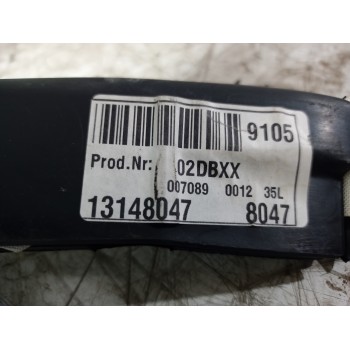 9105
Prod.Nr: 02DBXX
007089 0012 35L
13148047 8047